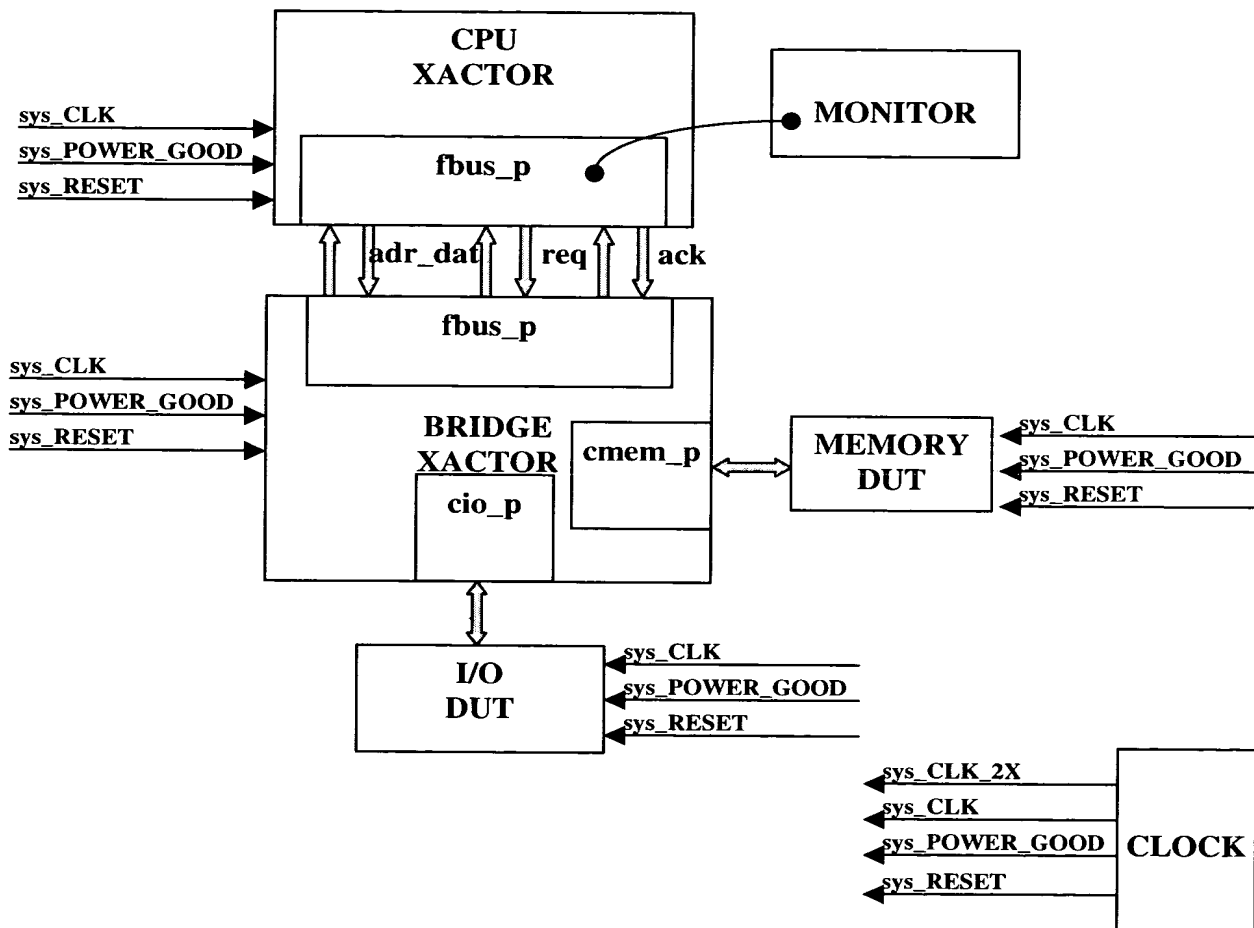 CPU
XACTOR
MONITOR
sys_CLK
sys_POWER_GOOD
sys_RESET
fbus_p
adr_dat
req
ack
fbus_p
sys_CLK
sys_POWER_GOOD
sys_RESET
BRIDGE
XACTOR
cmem_p
cio_p
MEMORY
DUT
sys_CLK
sys_POWER_GOOD
sys_RESET
I/O
DUT
sys_CLK
sys_POWER_GOOD
sys_RESET
sys_CLK_2X
sys_CLK
sys_POWER_GOOD
sys_RESET
CLOCK